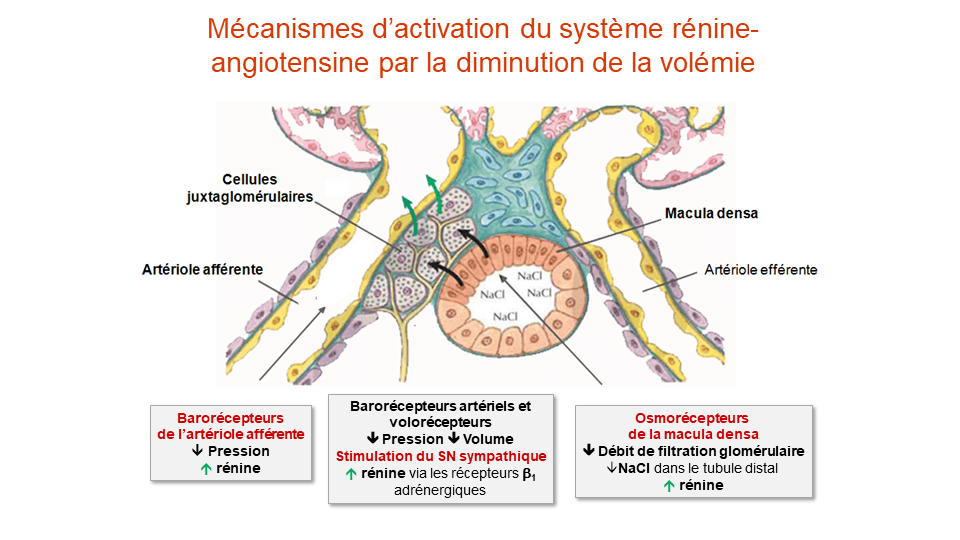 Mécanismes d’activation du système rénine-
angiotensine par la diminution de la volémie
Cellules
juxtaglomérulaires
Macula densa
Artériole afférente
Artériole efférente
NaCl
NaCl
NaCl
NaCl
Barorécepteurs
de l’artériole afférente
🡻 Pression
🡹 rénine
Barorécepteurs artériels et
volorécepteurs
🡻 Pression 🡻 Volume
Stimulation du SN sympathique
🡹 rénine via les récepteurs β₁
adrénergiques
Osmorécepteurs
de la macula densa
🡻 Débit de filtration glomérulaire
↓NaCl dans le tubule distal
🡹 rénine